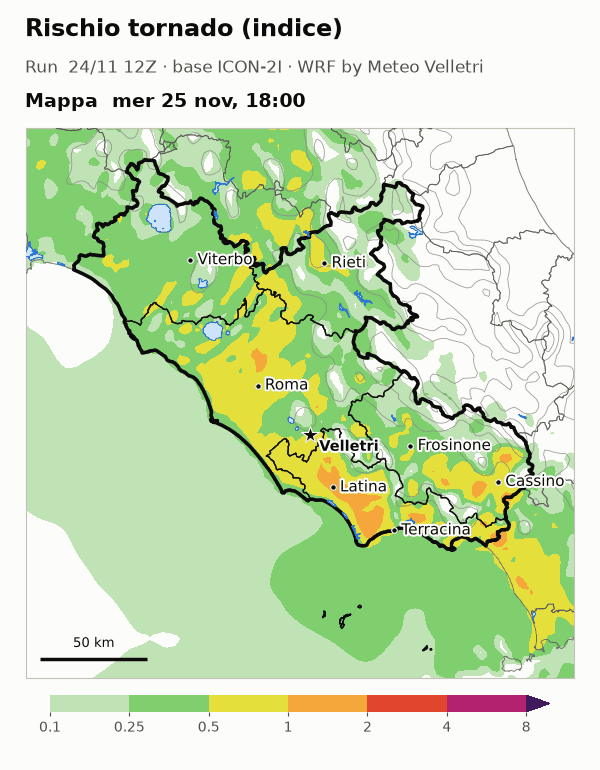 Rischio tornado (indice)
Run  24/11 12Z · base ICON-2I · WRF by Meteo Velletri
Mappa  mer 25 nov, 18:00
Viterbo
Rieti
Roma
Velletri
Frosinone
Latina
Cassino
Terracina
50 km
0.1 0.25 0.5 1 2 4 8